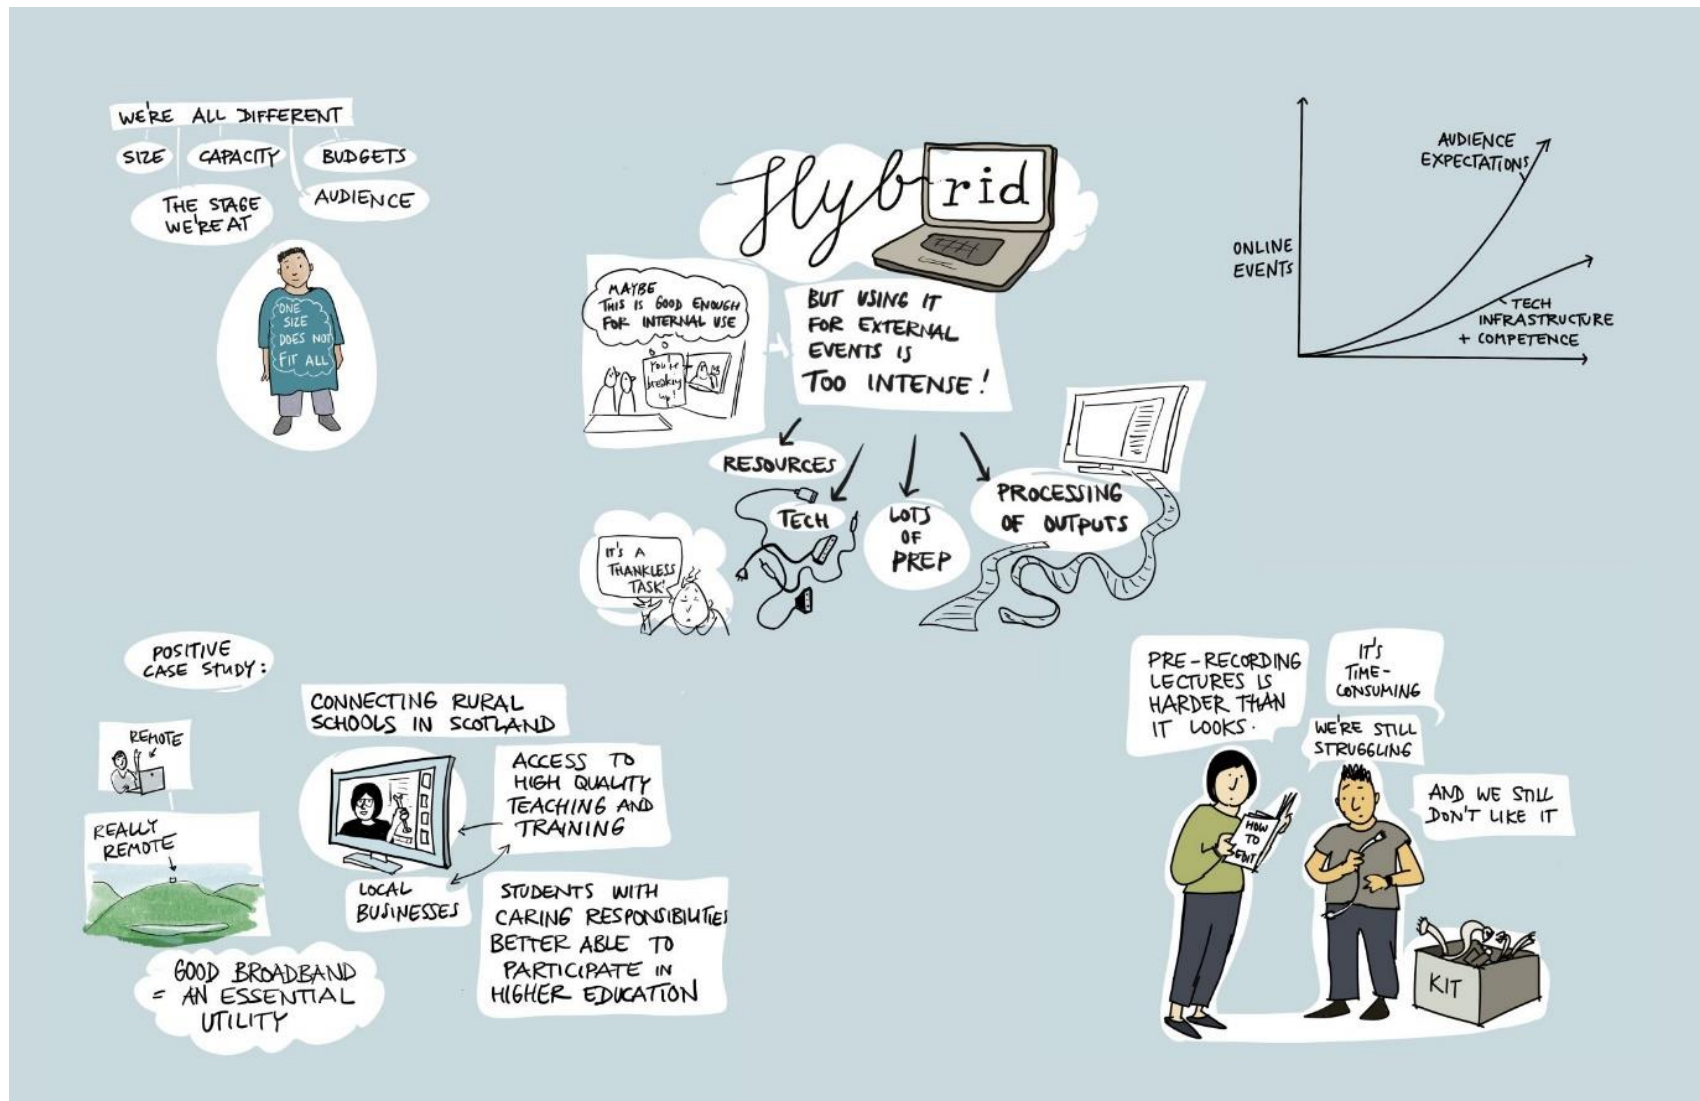 WE'RE ALL DIFFERENT
SIZE
CAPACITY
BUDGETS
THE STAGE
WE'RE AT
AUDIENCE
ONE
SIZE
DOES NOT
FIT ALL
Hybrid
MAYBE
THIS IS GOOD ENOUGH
FOR INTERNAL USE
You're
breaking
up!
BUT USING IT
FOR EXTERNAL
EVENTS IS
TOO INTENSE!
RESOURCES
TECH
LOTS
OF
PREP
PROCESSING
OF OUTPUTS
IT'S A
THANKLESS
TASK!
ONLINE
EVENTS
AUDIENCE
EXPECTATIONS
TECH
INFRASTRUCTURE
+ COMPETENCE
POSITIVE
CASE STUDY:
REMOTE
REALLY
REMOTE
CONNECTING RURAL
SCHOOLS IN SCOTLAND
ACCESS TO
HIGH QUALITY
TEACHING AND
TRAINING
LOCAL
BUSINESSES
STUDENTS WITH
CARING RESPONSIBILITIES
BETTER ABLE TO
PARTICIPATE IN
HIGHER EDUCATION
GOOD BROADBAND
= AN ESSENTIAL
UTILITY
PRE-RECORDING
LECTURES IS
HARDER THAN
IT LOOKS.
IT'S
TIME-
CONSUMING
WE'RE STILL
STRUGGLING
AND WE STILL
DON'T LIKE IT
HOW
TO
EDIT
KIT